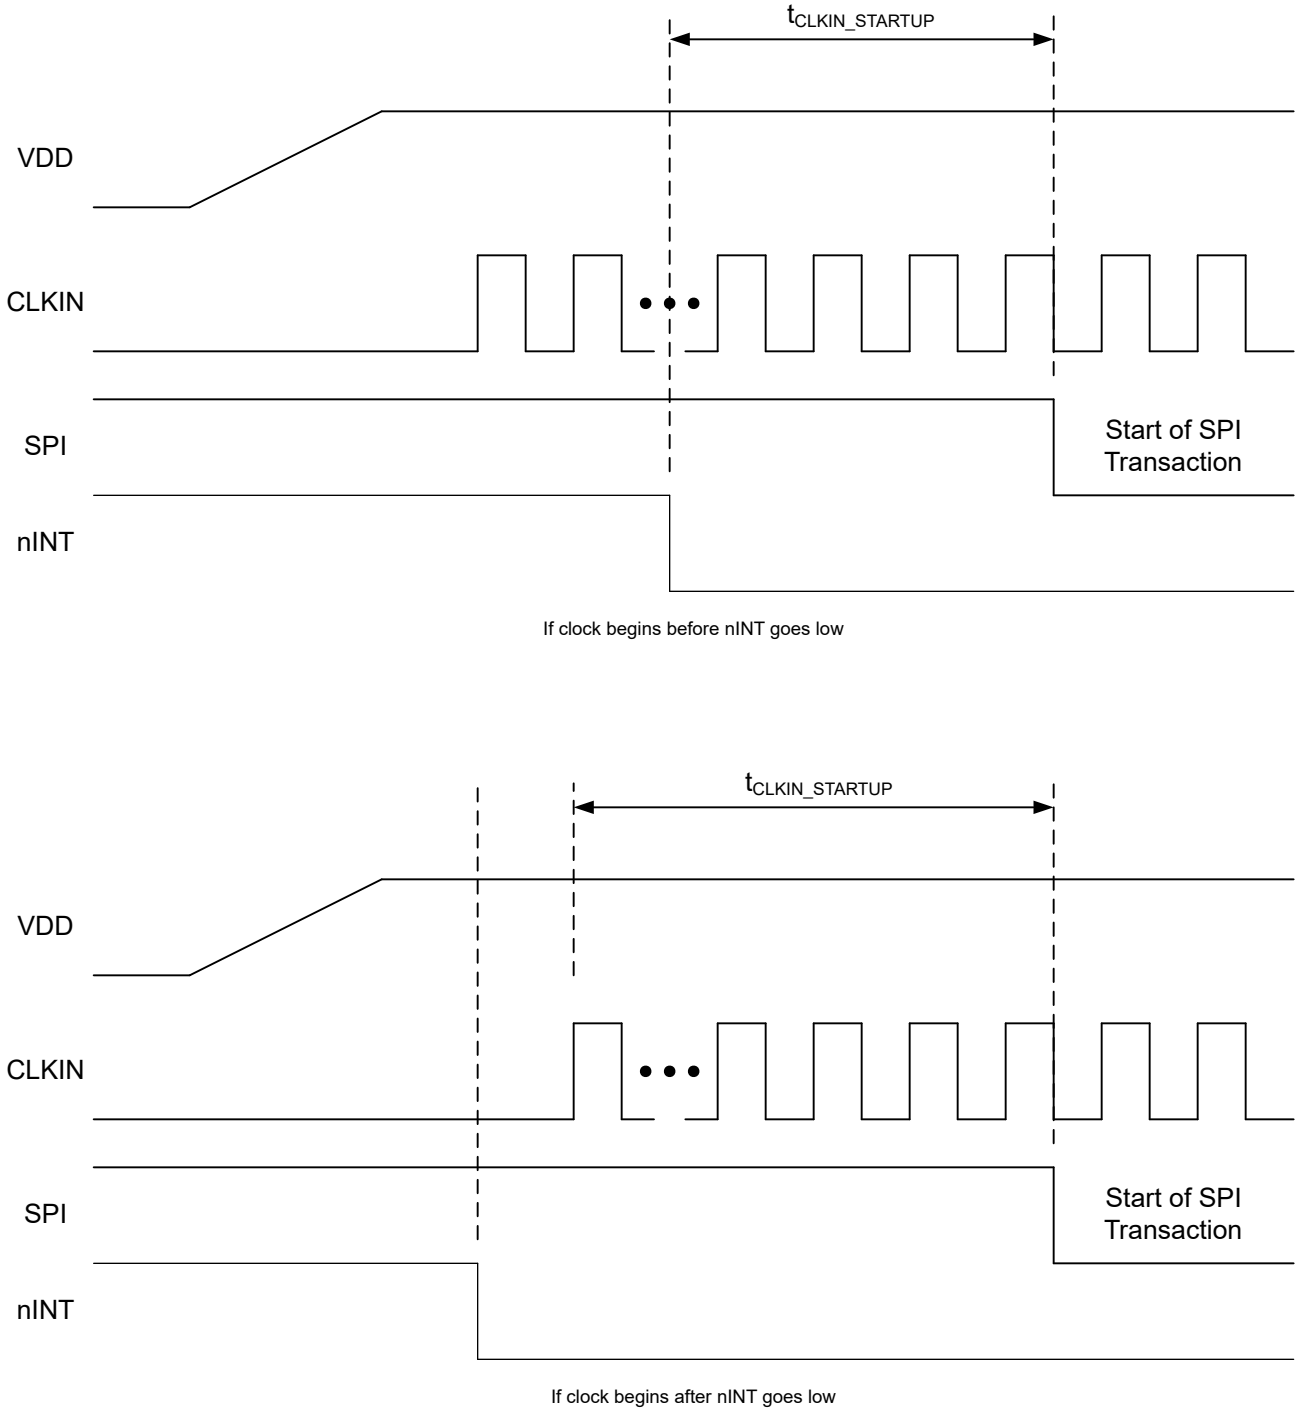 tCLKIN_STARTUP
VDD
CLKIN
SPI
Start of SPI
Transaction
nINT
If clock begins before nINT goes low
tCLKIN_STARTUP
VDD
CLKIN
SPI
Start of SPI
Transaction
nINT
If clock begins after nINT goes low